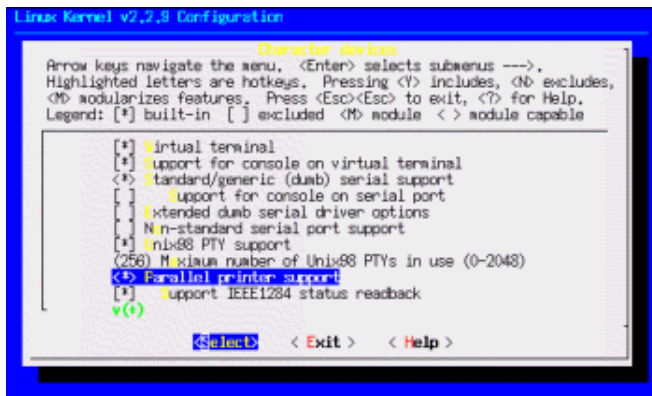 Linux Kernel v2.2.9 Configuration
Character devices
Arrow keys navigate the menu. <Enter> selects submenus --->.
Highlighted letters are hotkeys. Pressing <Y> includes, <N> excludes,
<M> modularizes features. Press <Esc><Esc> to exit, <?> for Help.
Legend: [*] built-in [ ] excluded <M> module < > module capable
[*] Virtual terminal
[*] Support for console on virtual terminal
<*> Standard/generic (dumb) serial support
[ ] Support for console on serial port
[ ] Extended dumb serial driver options
[ ] Non-standard serial port support
[*] Unix98 PTY support
(256) Maximum number of Unix98 PTYs in use (0-2048)
<*> Parallel printer support
[*] Support IEEE1284 status readback
v(+)
<Select> < Exit > < Help >